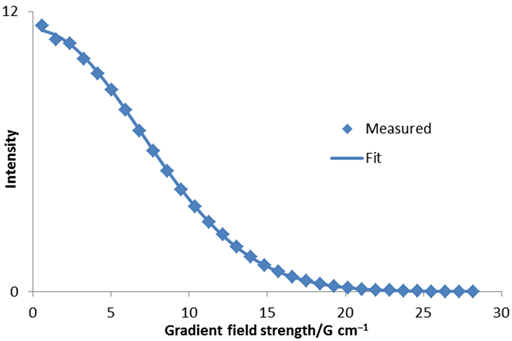 12
Intensity
Measured
Fit
0
0 5 10 15 20 25 30
Gradient field strength/G cm⁻¹